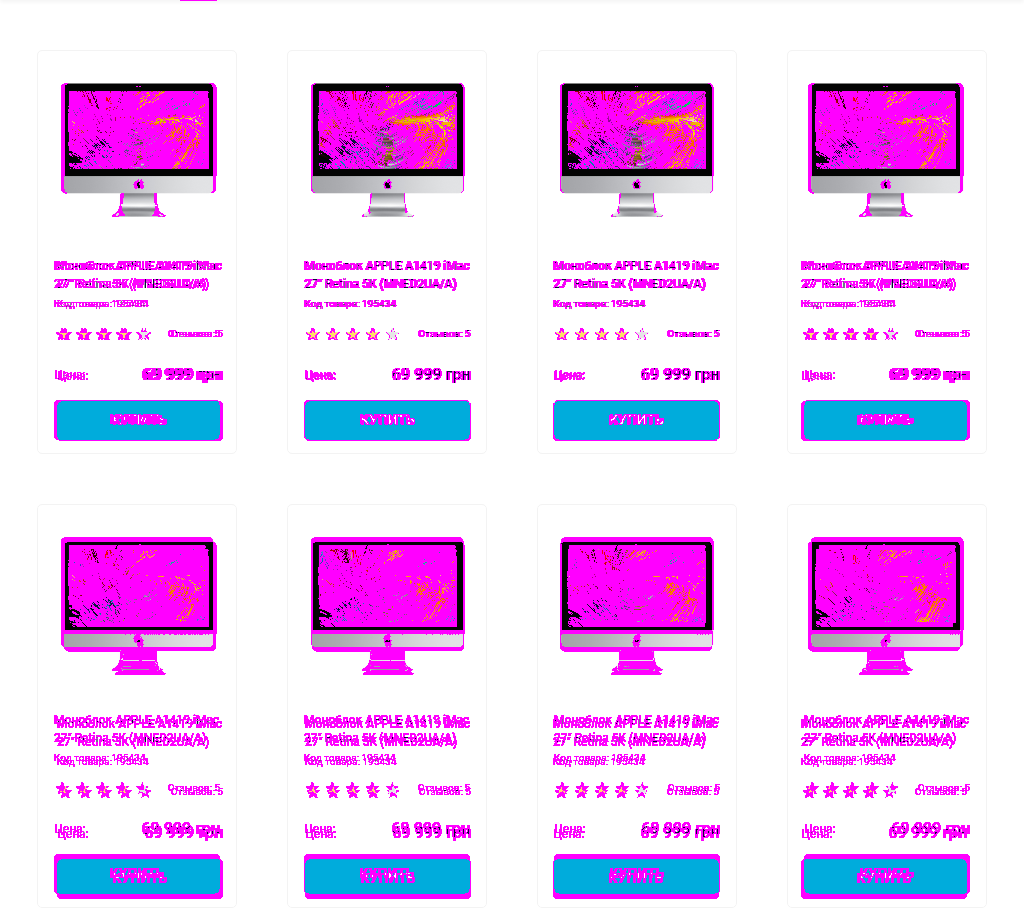 Моноблок APPLE A1419 iMac
27" Retina 5K (MNED2UA/A)
Код товара: 195434
Отзывов: 5
Цена: 69 999 грн
КУПИТЬ
Моноблок APPLE A1419 iMac
27" Retina 5K (MNED2UA/A)
Код товара: 195434
Отзывов: 5
Цена: 69 999 грн
КУПИТЬ
Моноблок APPLE A1419 iMac
27" Retina 5K (MNED2UA/A)
Код товара: 195434
Отзывов: 5
Цена: 69 999 грн
КУПИТЬ
Моноблок APPLE A1419 iMac
27" Retina 5K (MNED2UA/A)
Код товара: 195434
Отзывов: 5
Цена: 69 999 грн
КУПИТЬ
Моноблок APPLE A1419 iMac
27" Retina 5K (MNED2UA/A)
Код товара: 195434
Отзывов: 5
Цена: 69 999 грн
КУПИТЬ
Моноблок APPLE A1419 iMac
27" Retina 5K (MNED2UA/A)
Код товара: 195434
Отзывов: 5
Цена: 69 999 грн
КУПИТЬ
Моноблок APPLE A1419 iMac
27" Retina 5K (MNED2UA/A)
Код товара: 195434
Отзывов: 5
Цена: 69 999 грн
КУПИТЬ
Моноблок APPLE A1419 iMac
27" Retina 5K (MNED2UA/A)
Код товара: 195434
Отзывов: 5
Цена: 69 999 грн
КУПИТЬ